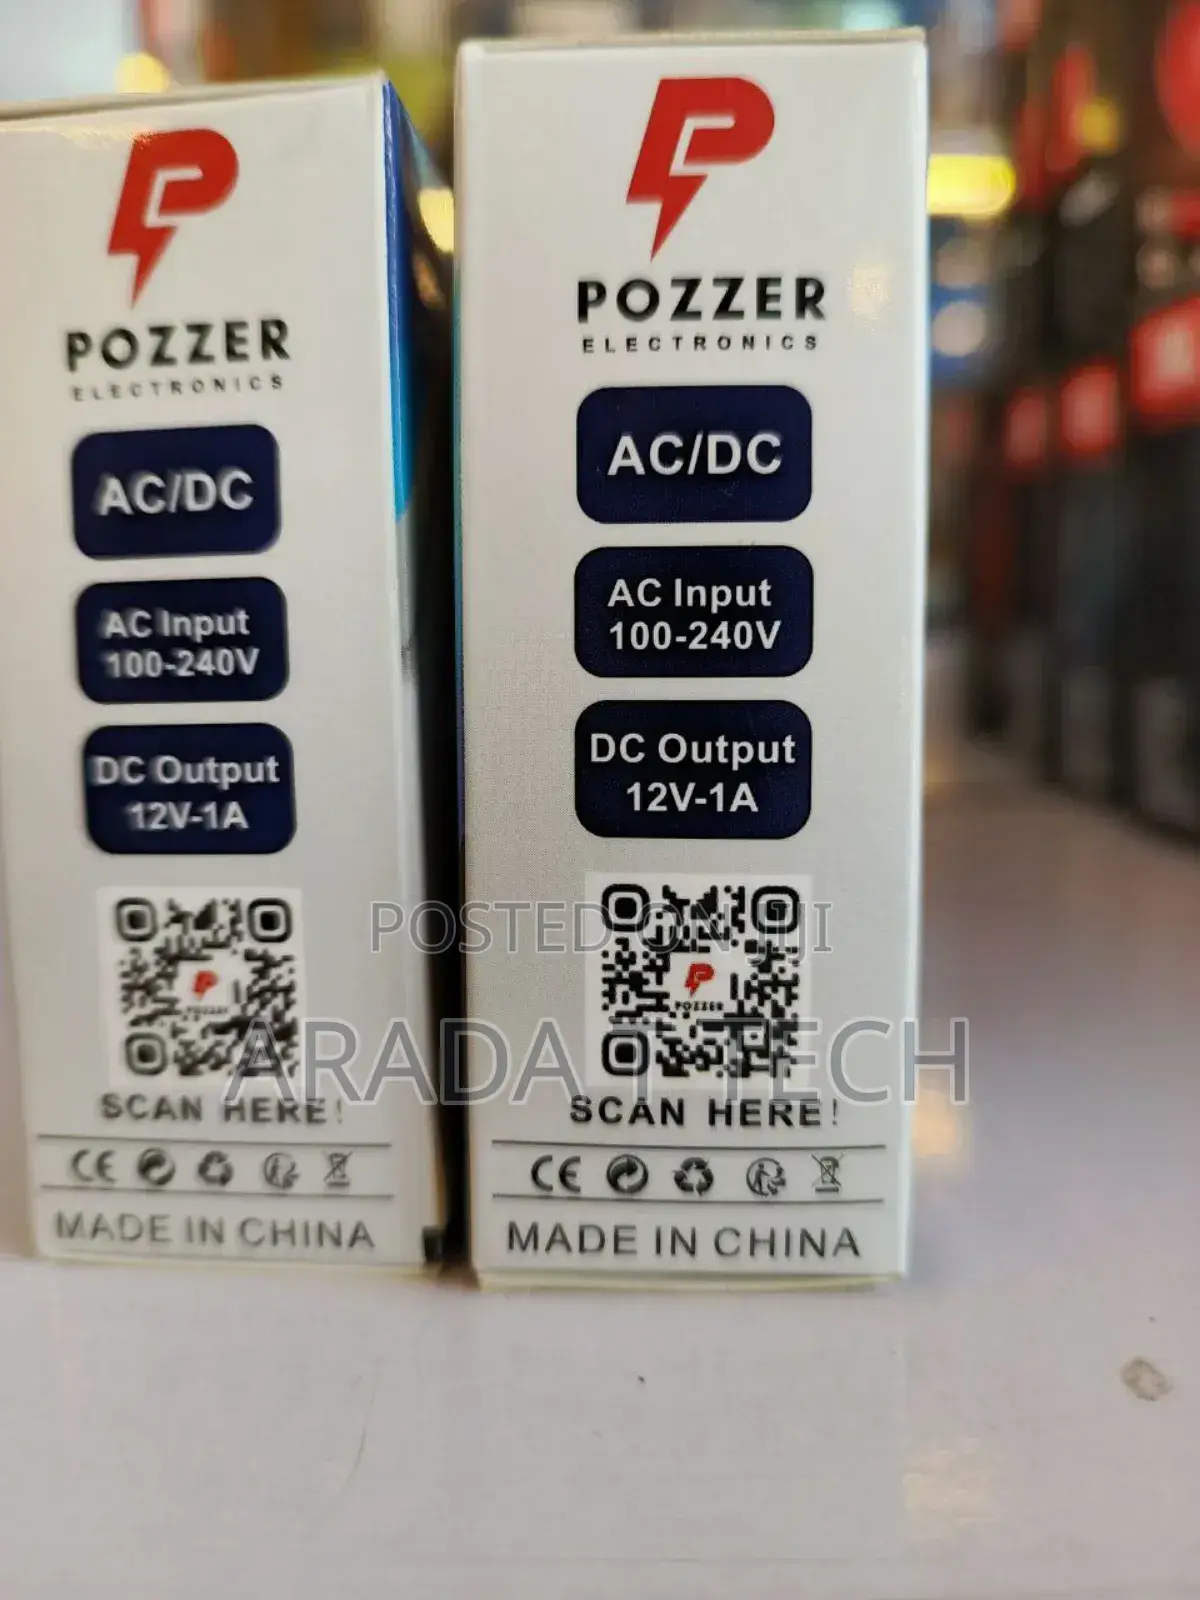 POZZER
ELECTRONICS
AC/DC
AC Input
100-240V
DC Output
12V-1A
SCAN HERE!
CE
MADE IN CHINA
POZZER
ELECTRONICS
AC/DC
AC Input
100-240V
DC Output
12V-1A
POZZER
SCAN HERE!
CE
MADE IN CHINA
POSTED ON JIJI
ARADA T TECH